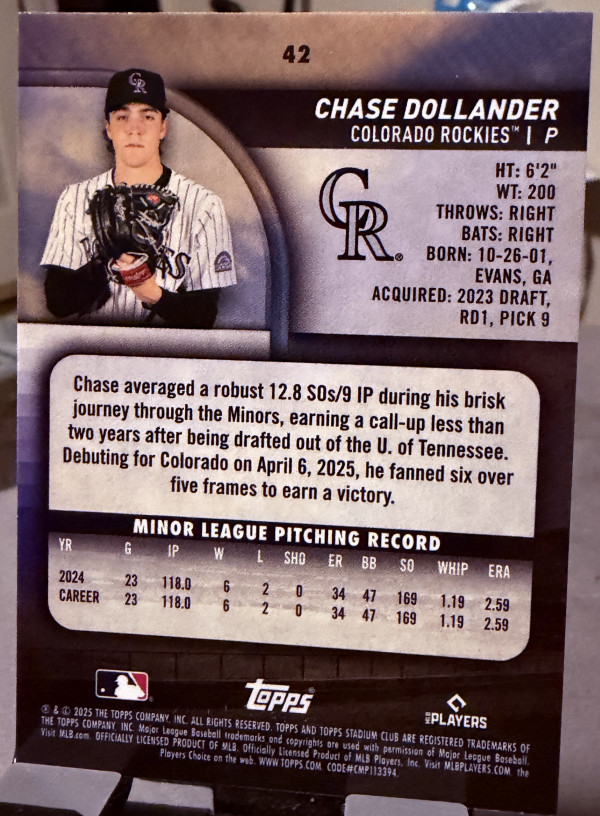 42
CHASE DOLLANDER
COLORADO ROCKIES™ | P
CR®
HT: 6'2"
WT: 200
THROWS: RIGHT
BATS: RIGHT
BORN: 10-26-01,
EVANS, GA
ACQUIRED: 2023 DRAFT,
RD1, PICK 9
Chase averaged a robust 12.8 SOs/9 IP during his brisk
journey through the Minors, earning a call-up less than
two years after being drafted out of the U. of Tennessee.
Debuting for Colorado on April 6, 2025, he fanned six over
five frames to earn a victory.
MINOR LEAGUE PITCHING RECORD
YR G IP W L SHO ER BB SO WHIP ERA
2024 23 118.0 6 2 0 34 47 169 1.19 2.59
CAREER 23 118.0 6 2 0 34 47 169 1.19 2.59
TOPPS®
MLB PLAYERS
® & © 2025 THE TOPPS COMPANY, INC. ALL RIGHTS RESERVED. TOPPS AND TOPPS STADIUM CLUB ARE REGISTERED TRADEMARKS OF
THE TOPPS COMPANY, INC. Major League Baseball trademarks and copyrights are used with permission of Major League Baseball.
Visit MLB.com. OFFICIALLY LICENSED PRODUCT OF MLB. Officially Licensed Product of MLB Players, Inc. Visit MLBPLAYERS.COM, the
Players Choice on the web. WWW.TOPPS.COM CODE#CMP113394